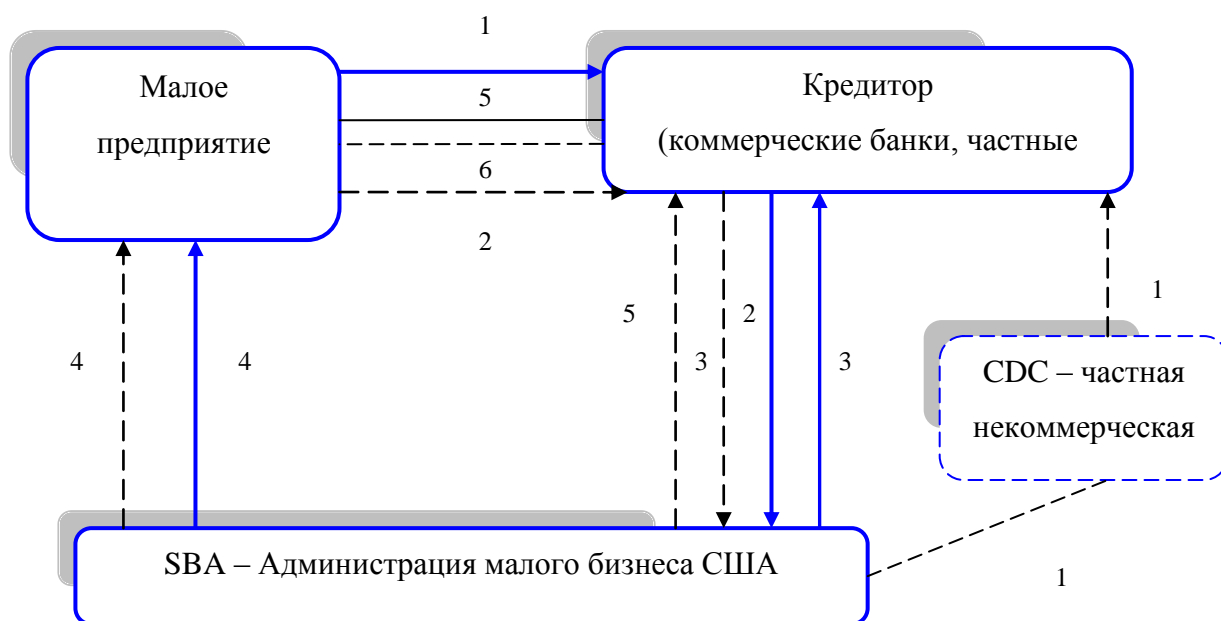 1
Малое
предприятие
5
6
2
Кредитор
(коммерческие банки, частные
4
4
5
3
2
3
1
CDC – частная
некоммерческая
SBA – Администрация малого бизнеса США
1